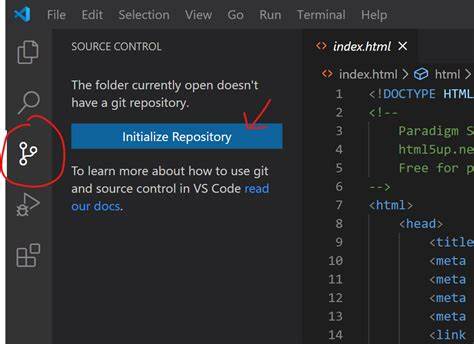 File Edit Selection View Go Run Terminal Help
SOURCE CONTROL
The folder currently open doesn't
have a git repository.
Initialize Repository
To learn more about how to use git
and source control in VS Code read
our docs.
index.html
index.html > html >
1 <!DOCTYPE HTML
2 <!--
3 Paradigm S
4 html5up.ne
5 Free for p
6 -->
7 <html>
8 <head>
9 <title
10 <meta
11 <meta
12 <meta
13 <meta
14 <link